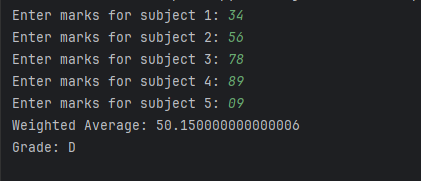 Enter marks for subject 1: 34
Enter marks for subject 2: 56
Enter marks for subject 3: 78
Enter marks for subject 4: 89
Enter marks for subject 5: 09
Weighted Average: 50.150000000000006
Grade: D